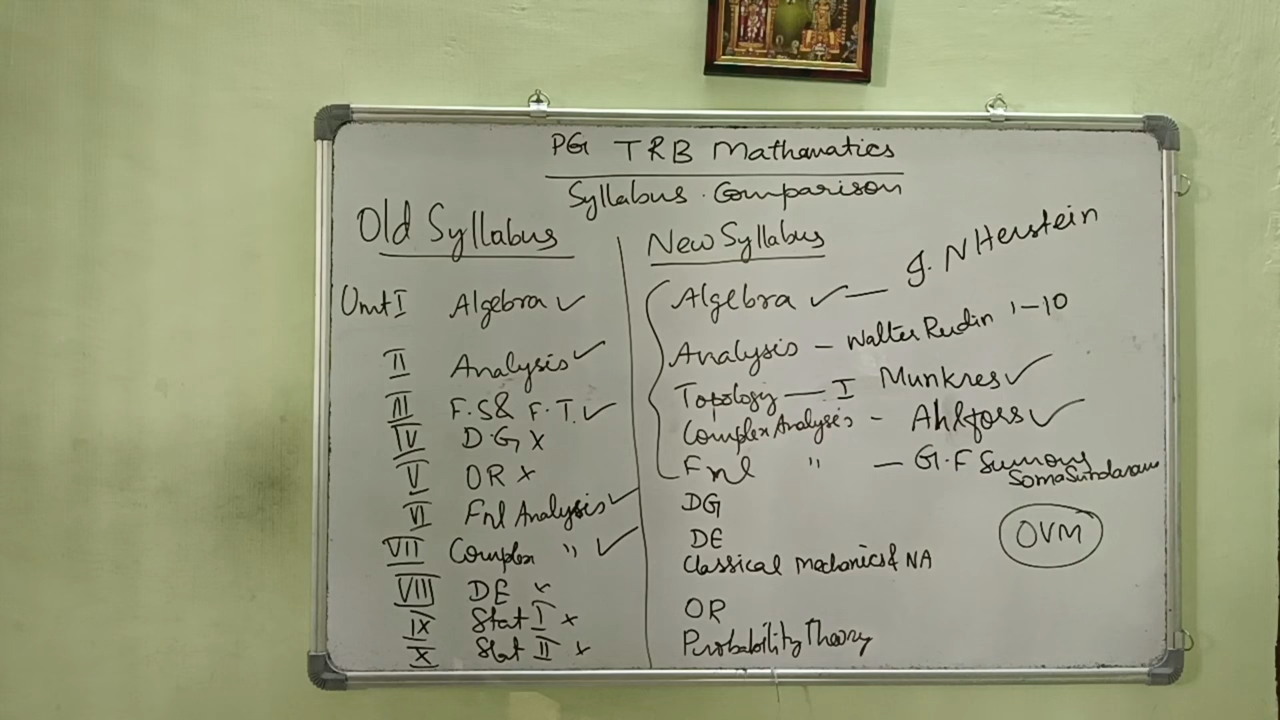 PG TRB Mathematics
Syllabus Comparison
Old Syllabus
Unit I Algebra ✓
II Analysis ✓
III F.S & F.T. ✓
IV D.G x
V OR x
VI Fnl Analysis ✓
VII Complex " ✓
VIII DE ✓
IX Stat I x
X Stat II x
New Syllabus
Algebra ✓ — I. N Herstein
Analysis — Walter Rudin 1-10
Topology — I Munkres ✓
Complex Analysis - Ahlfors ✓
Fnl " — G.F
Somasundaram
DG
DE
OVM
Classical Mechanics & NA
OR
Probability Theory